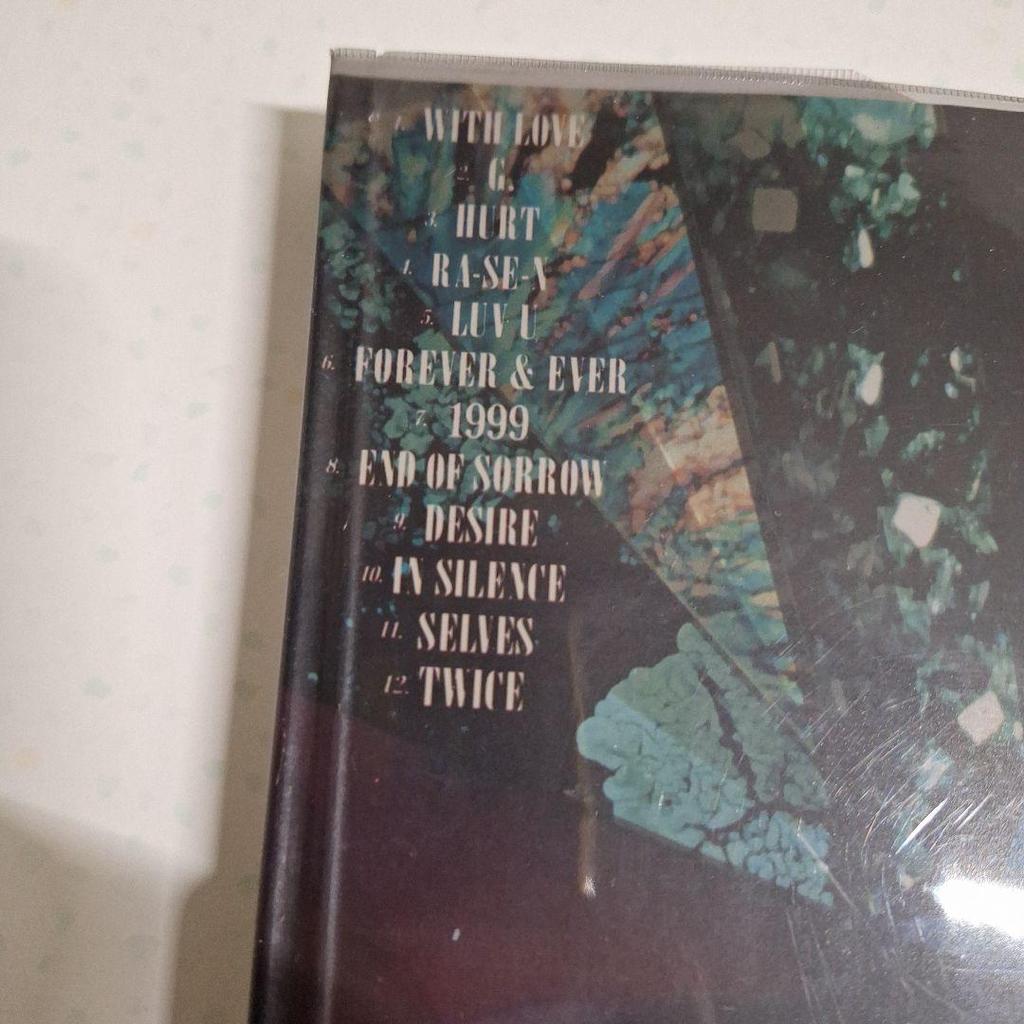 1. WITH LOVE
2. G.
3. HURT
4. RA-SE-N
5. LUV U
6. FOREVER & EVER
7. 1999
8. END OF SORROW
9. DESIRE
10. IN SILENCE
11. SELVES
12. TWICE